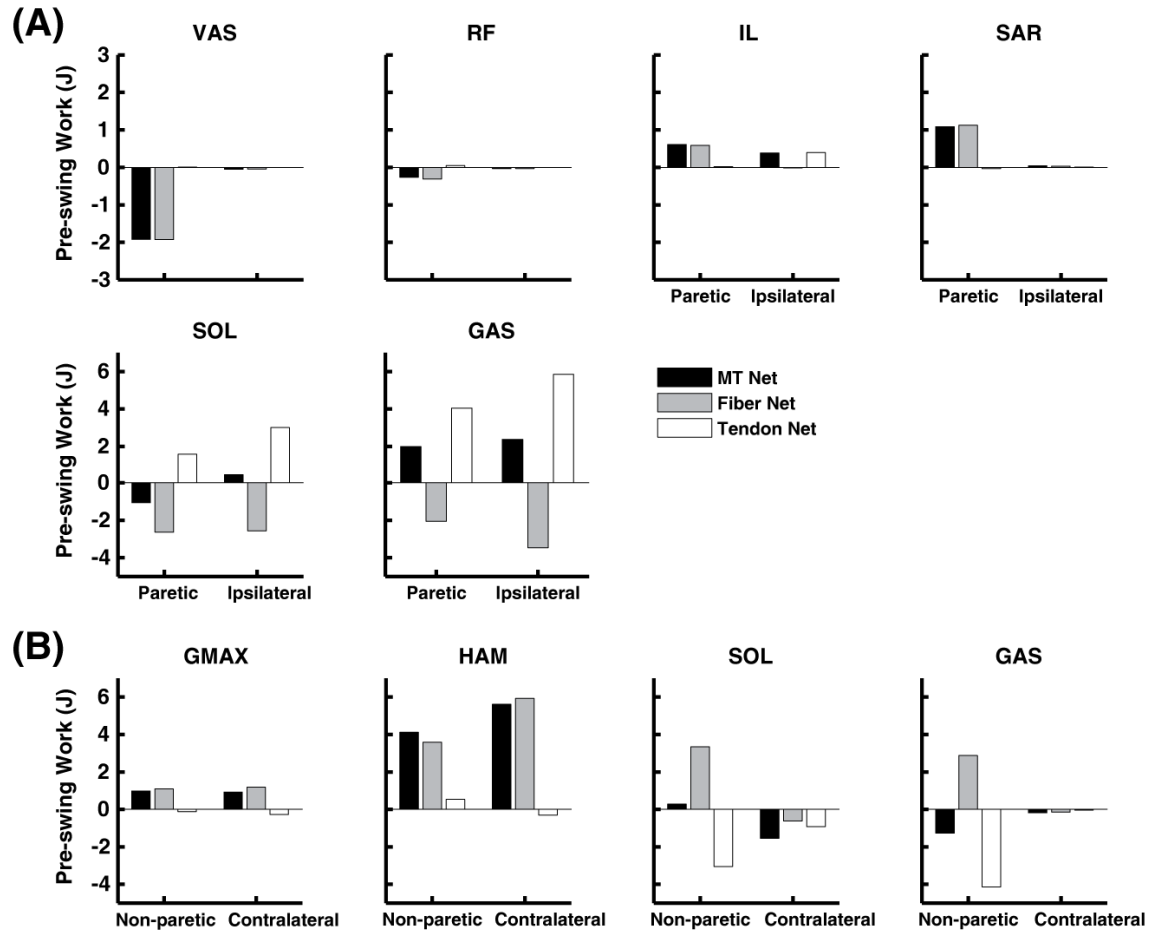 (A)
VAS RF IL SAR
Pre-swing Work (J)
3
2
1
0
-1
-2
-3
Paretic Ipsilateral Paretic Ipsilateral
SOL GAS
Pre-swing Work (J)
6
4
2
0
-2
-4
Paretic Ipsilateral Paretic Ipsilateral
MT Net
Fiber Net
Tendon Net
(B)
GMAX HAM SOL GAS
Pre-swing Work (J)
6
4
2
0
-2
-4
Non-paretic Contralateral Non-paretic Contralateral Non-paretic Contralateral Non-paretic Contralateral